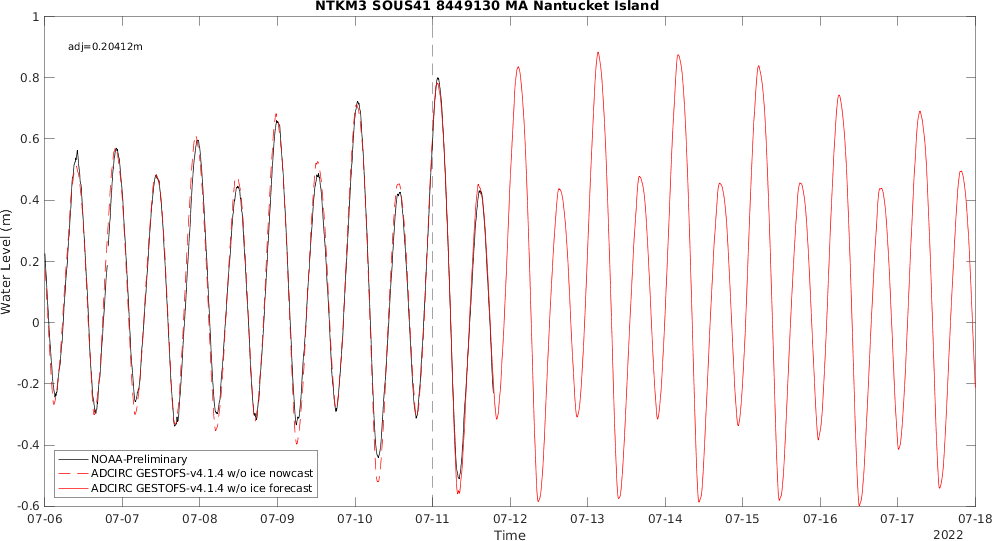 NTKM3 SOUS41 8449130 MA Nantucket Island
adj=0.20412m
1
0.8
0.6
0.4
0.2
0
-0.2
-0.4
-0.6
Water Level (m)
NOAA-Preliminary
ADCIRC GESTOFS-v4.1.4 w/o ice nowcast
ADCIRC GESTOFS-v4.1.4 w/o ice forecast
07-06 07-07 07-08 07-09 07-10 07-11 07-12 07-13 07-14 07-15 07-16 07-17 07-18
Time
2022